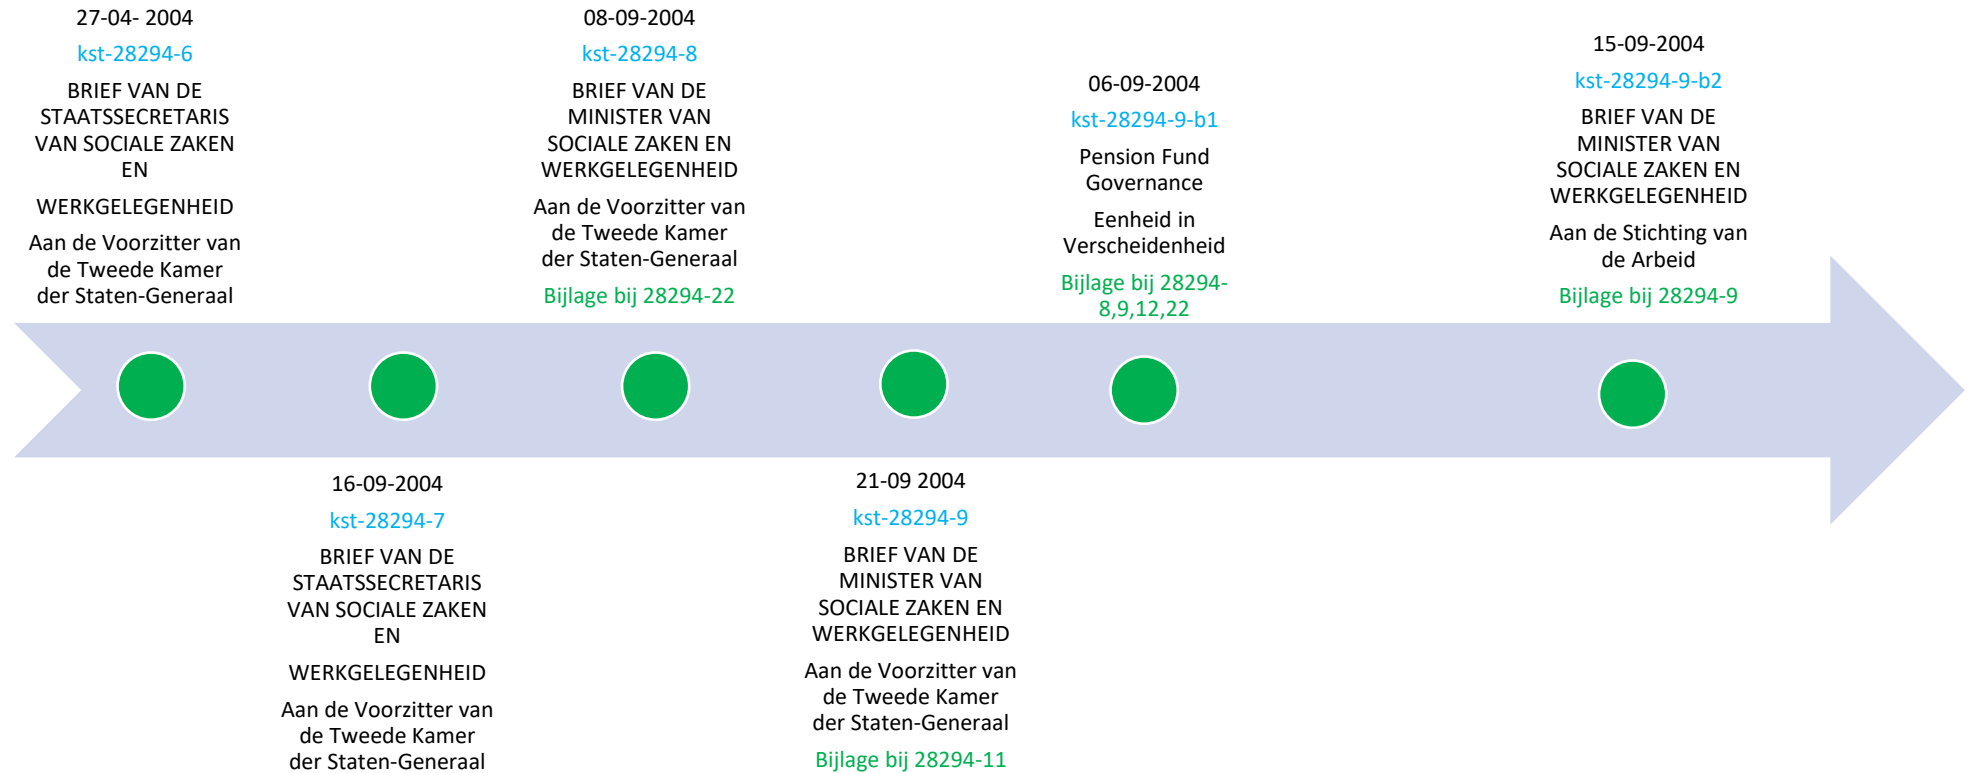 27-04- 2004
kst-28294-6
BRIEF VAN DE
STAATSSECRETARIS
VAN SOCIALE ZAKEN
EN
WERKGELEGENHEID
Aan de Voorzitter van
de Tweede Kamer
der Staten-Generaal
16-09-2004
kst-28294-7
BRIEF VAN DE
STAATSSECRETARIS
VAN SOCIALE ZAKEN
EN
WERKGELEGENHEID
Aan de Voorzitter van
de Tweede Kamer
der Staten-Generaal
08-09-2004
kst-28294-8
BRIEF VAN DE
MINISTER VAN
SOCIALE ZAKEN EN
WERKGELEGENHEID
Aan de Voorzitter van
de Tweede Kamer
der Staten-Generaal
Bijlage bij 28294-22
21-09 2004
kst-28294-9
BRIEF VAN DE
MINISTER VAN
SOCIALE ZAKEN EN
WERKGELEGENHEID
Aan de Voorzitter van
de Tweede Kamer
der Staten-Generaal
Bijlage bij 28294-11
06-09-2004
kst-28294-9-b1
Pension Fund
Governance
Eenheid in
Verscheidenheid
Bijlage bij 28294-
8,9,12,22
15-09-2004
kst-28294-9-b2
BRIEF VAN DE
MINISTER VAN
SOCIALE ZAKEN EN
WERKGELEGENHEID
Aan de Stichting van
de Arbeid
Bijlage bij 28294-9